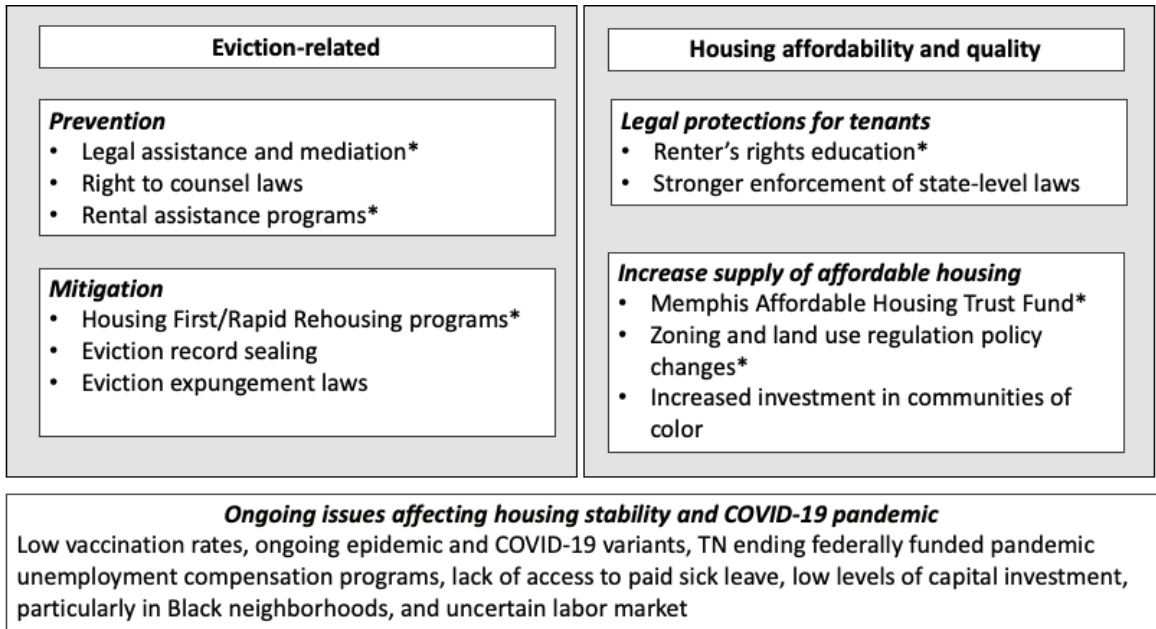 Eviction-related
Prevention
• Legal assistance and mediation*
• Right to counsel laws
• Rental assistance programs*
Mitigation
• Housing First/Rapid Rehousing programs*
• Eviction record sealing
• Eviction expungement laws
Housing affordability and quality
Legal protections for tenants
• Renter’s rights education*
• Stronger enforcement of state-level laws
Increase supply of affordable housing
• Memphis Affordable Housing Trust Fund*
• Zoning and land use regulation policy
changes*
• Increased investment in communities of
color
Ongoing issues affecting housing stability and COVID-19 pandemic
Low vaccination rates, ongoing epidemic and COVID-19 variants, TN ending federally funded pandemic
unemployment compensation programs, lack of access to paid sick leave, low levels of capital investment,
particularly in Black neighborhoods, and uncertain labor market